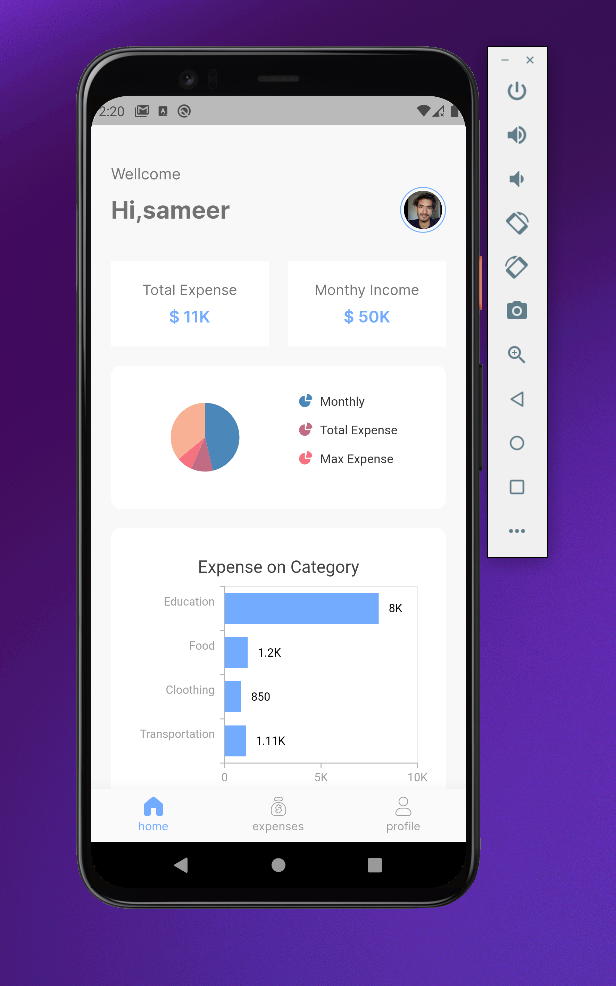 2:20
Wellcome
Hi,sameer
Total Expense
$ 11K
Monthy Income
$ 50K
Monthly
Total Expense
Max Expense
Expense on Category
Education
8K
Food
1.2K
Cloothing
850
Transportation
1.11K
0 5K 10K
home expenses profile